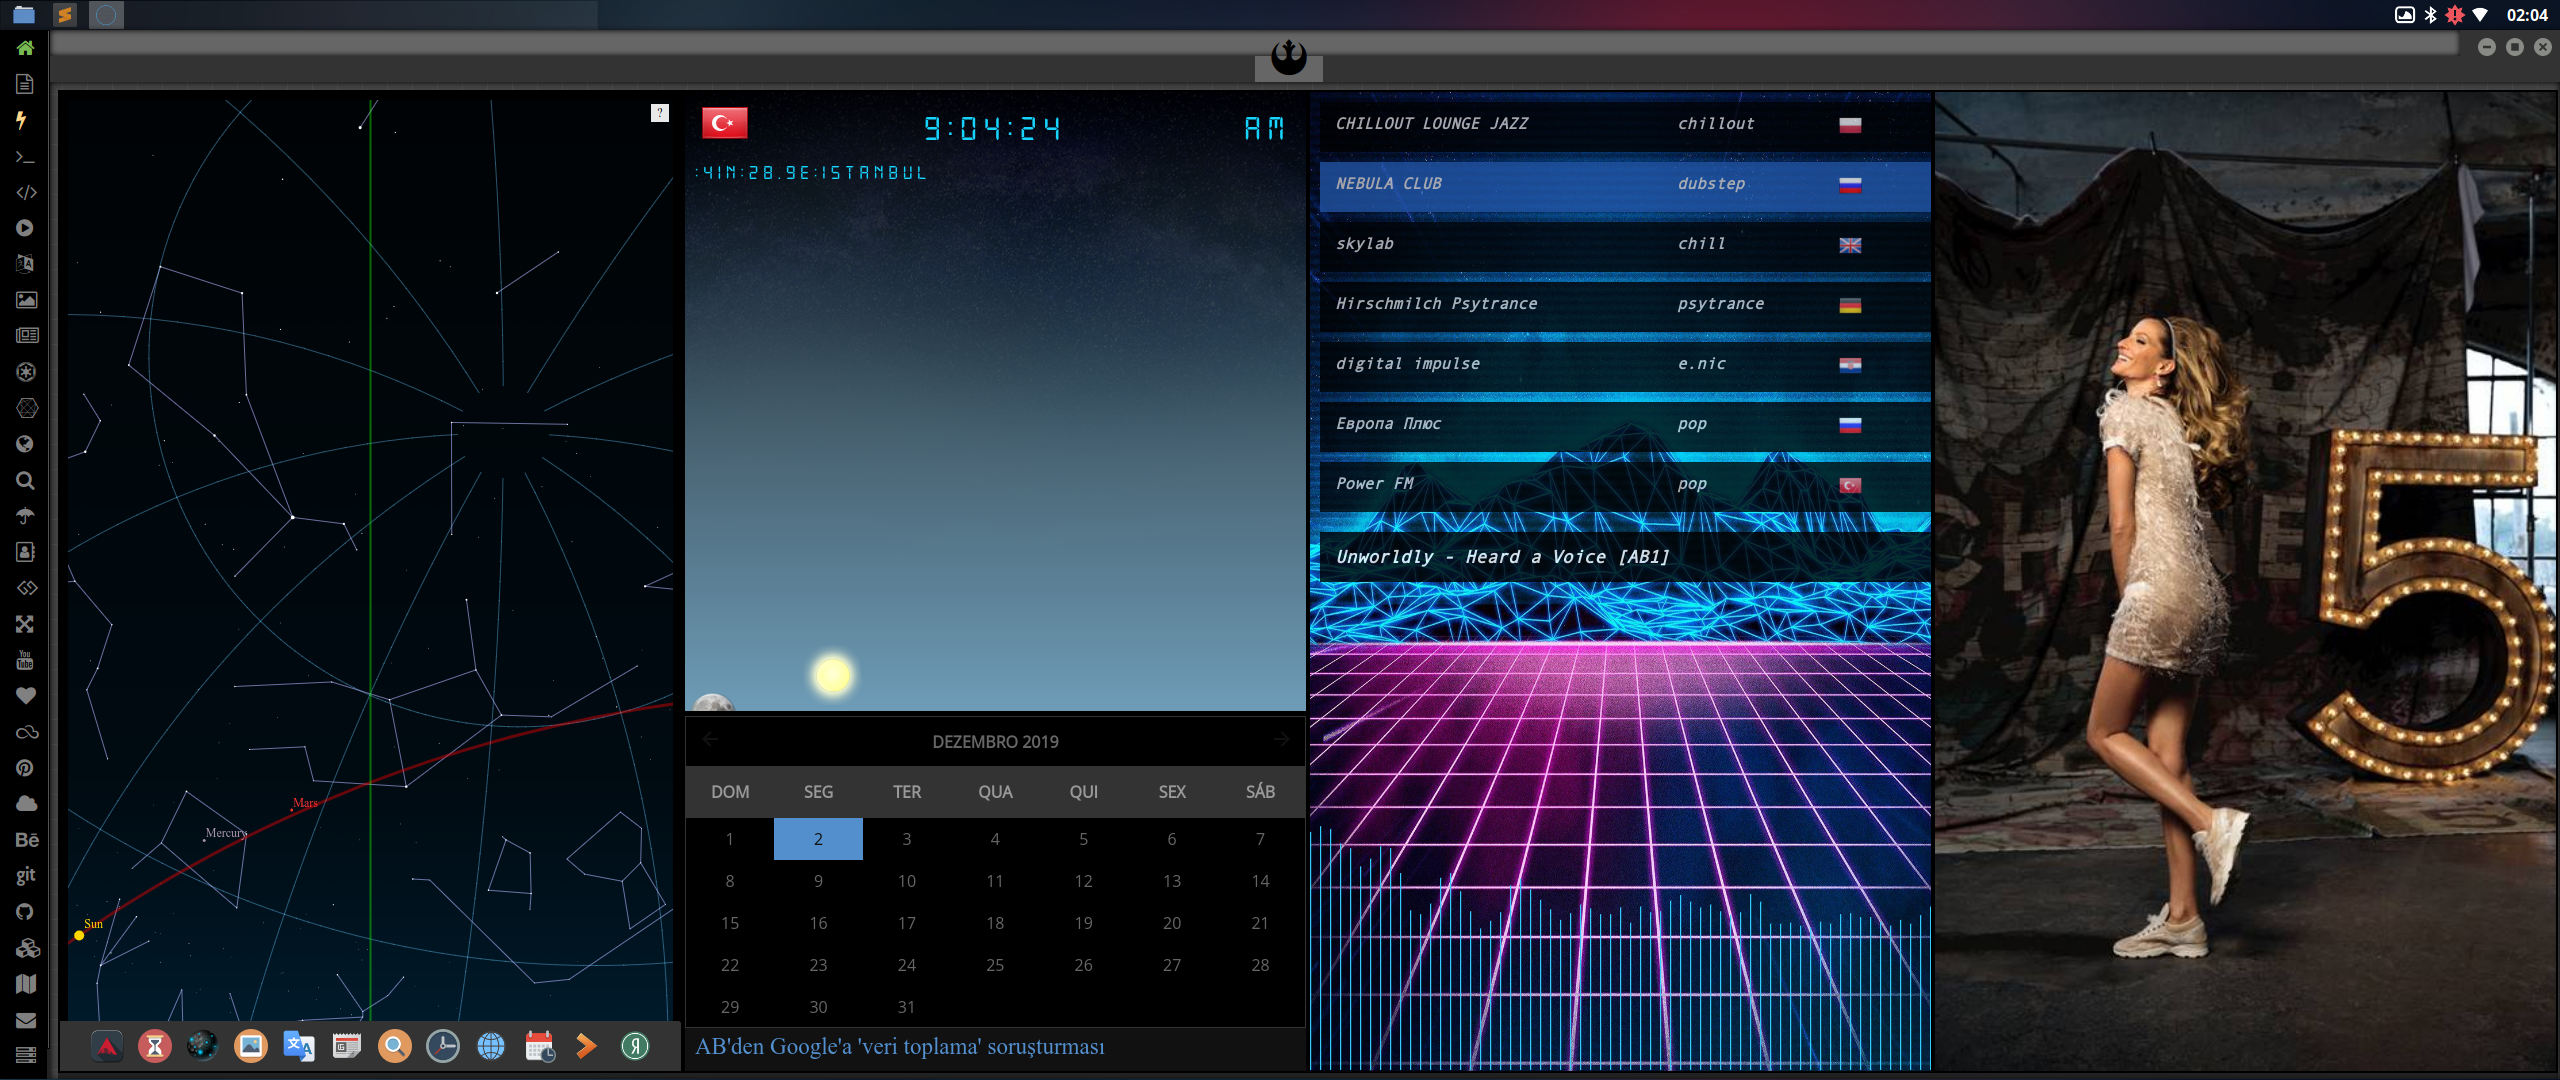 02:04
?
Mars
Mercury
Sun
9:04:24 AM
:41N:28.9E:ISTANBUL
DEZEMBRO 2019
DOM SEG TER QUA QUI SEX SÁB
1 2 3 4 5 6 7
8 9 10 11 12 13 14
15 16 17 18 19 20 21
22 23 24 25 26 27 28
29 30 31
AB'den Google'a 'veri toplama' soruşturması
CHILLOUT LOUNGE JAZZ chillout
NEBULA CLUB dubstep
skylab chill
Hirschmilch Psytrance psytrance
digital impulse e.nic
Европа Плюс pop
Power FM pop
Unworldly - Heard a Voice [AB1]
5
You
Tube
Bē
git